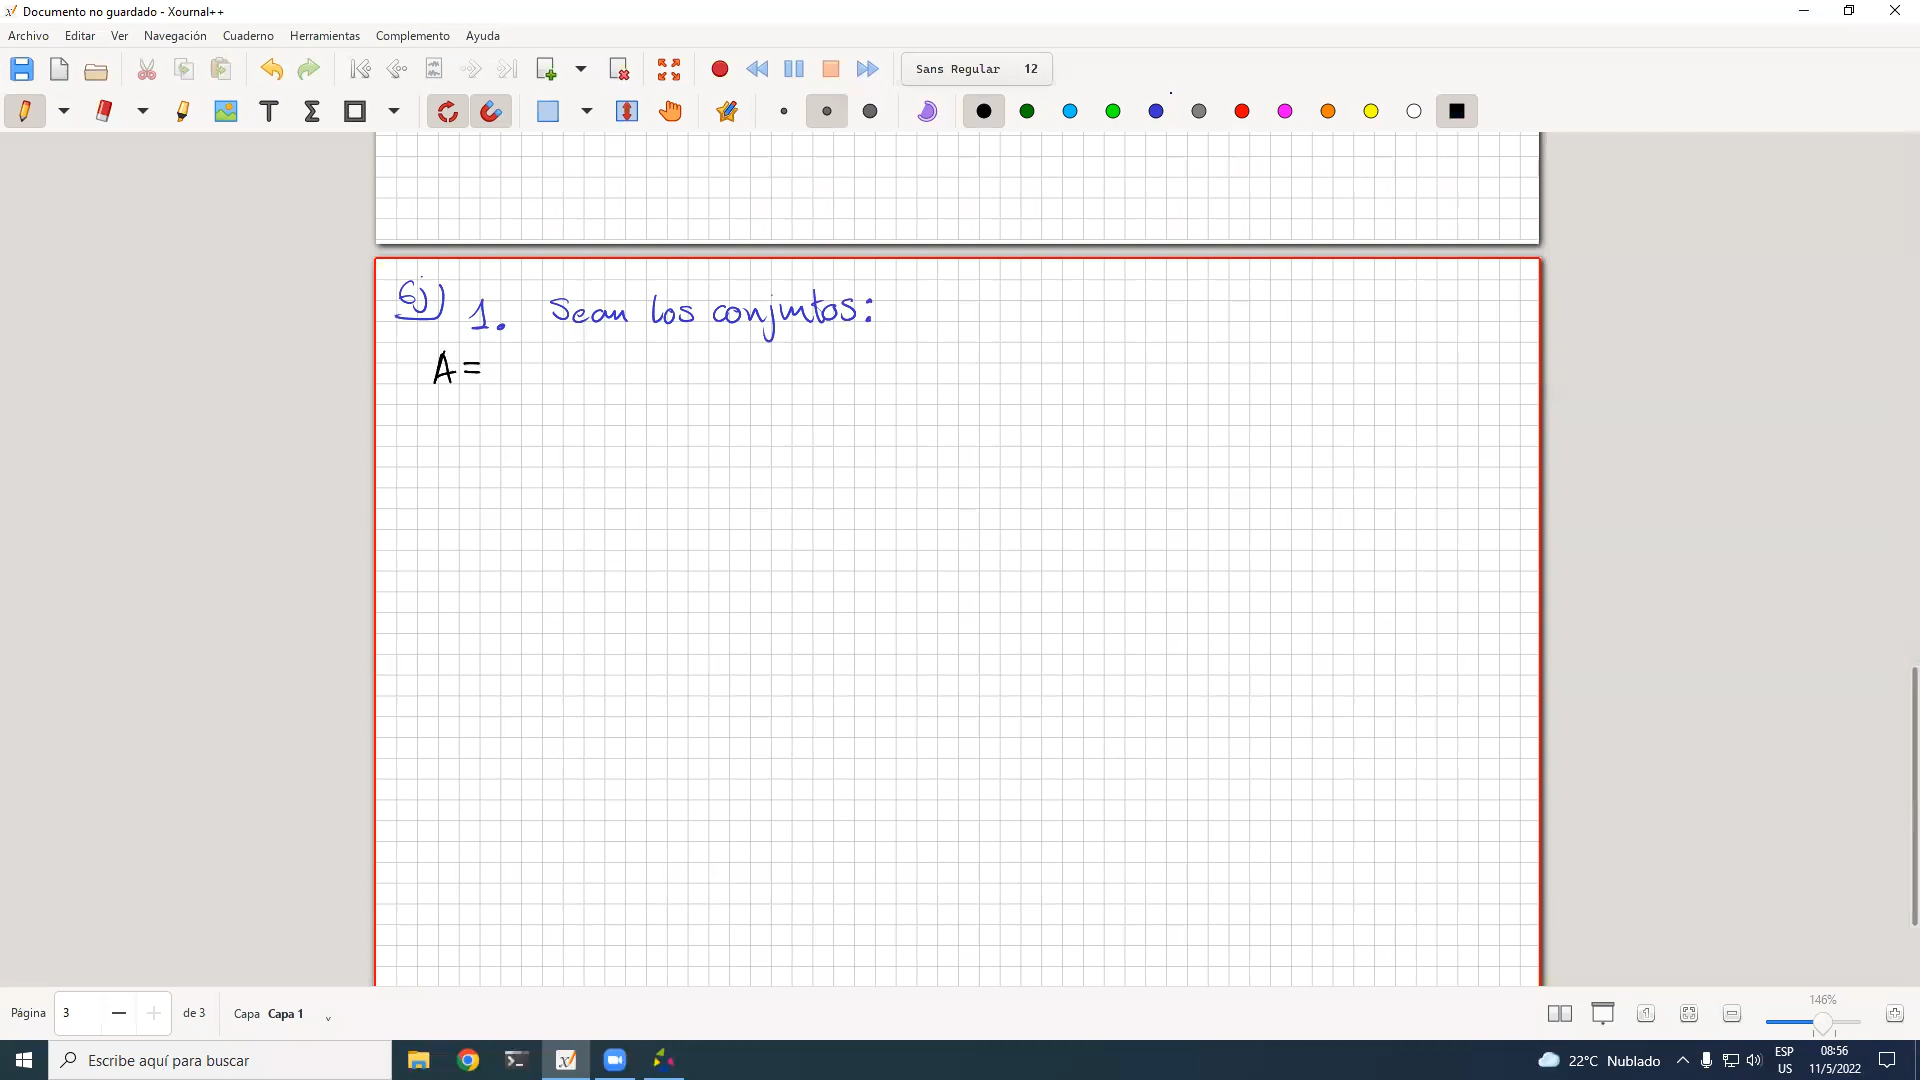 Documento no guardado - Xournal++
Archivo Editar Ver Navegación Cuaderno Herramientas Complemento Ayuda
Sans Regular 12
Ej) 1. Sean los conjuntos:
A =
Página 3 de 3 Capa Capa 1
146%
Escribe aquí para buscar
22°C Nublado
ESP
US
08:56
11/5/2022